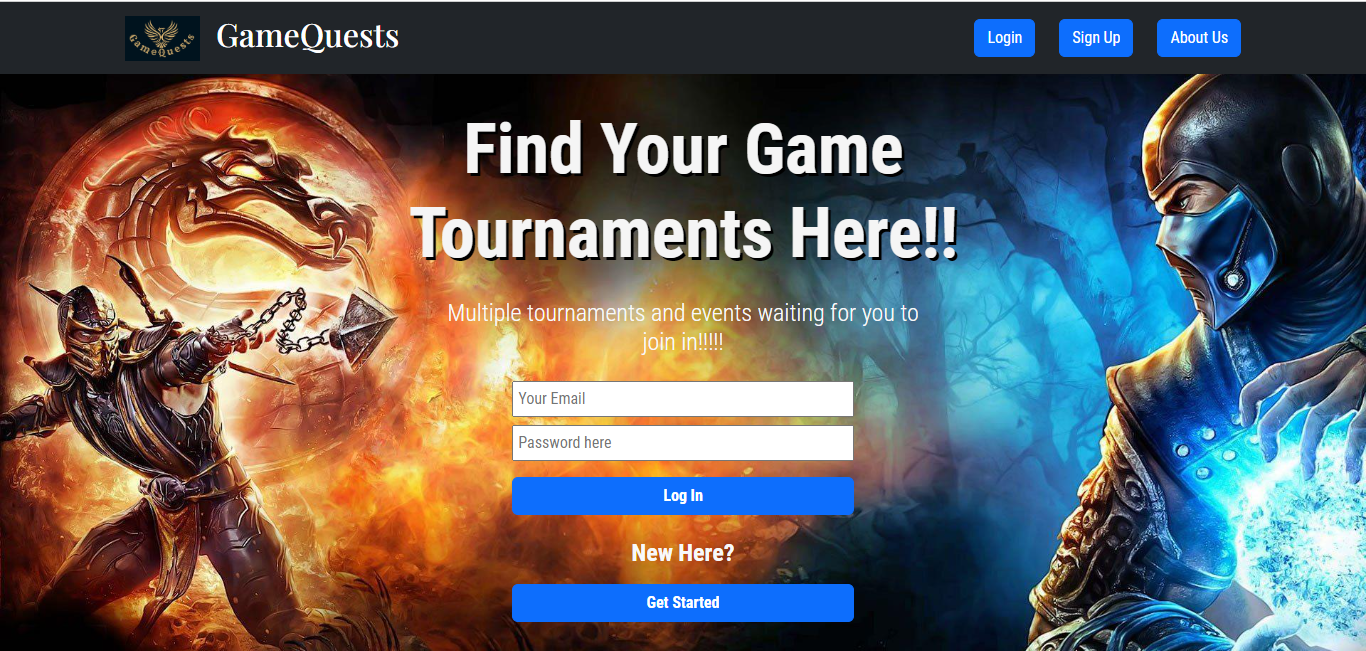 GameQuests
GameQuests
Login
Sign Up
About Us
Find Your Game
Tournaments Here!!
Multiple tournaments and events waiting for you to
join in!!!!!
Your Email
Password here
Log In
New Here?
Get Started